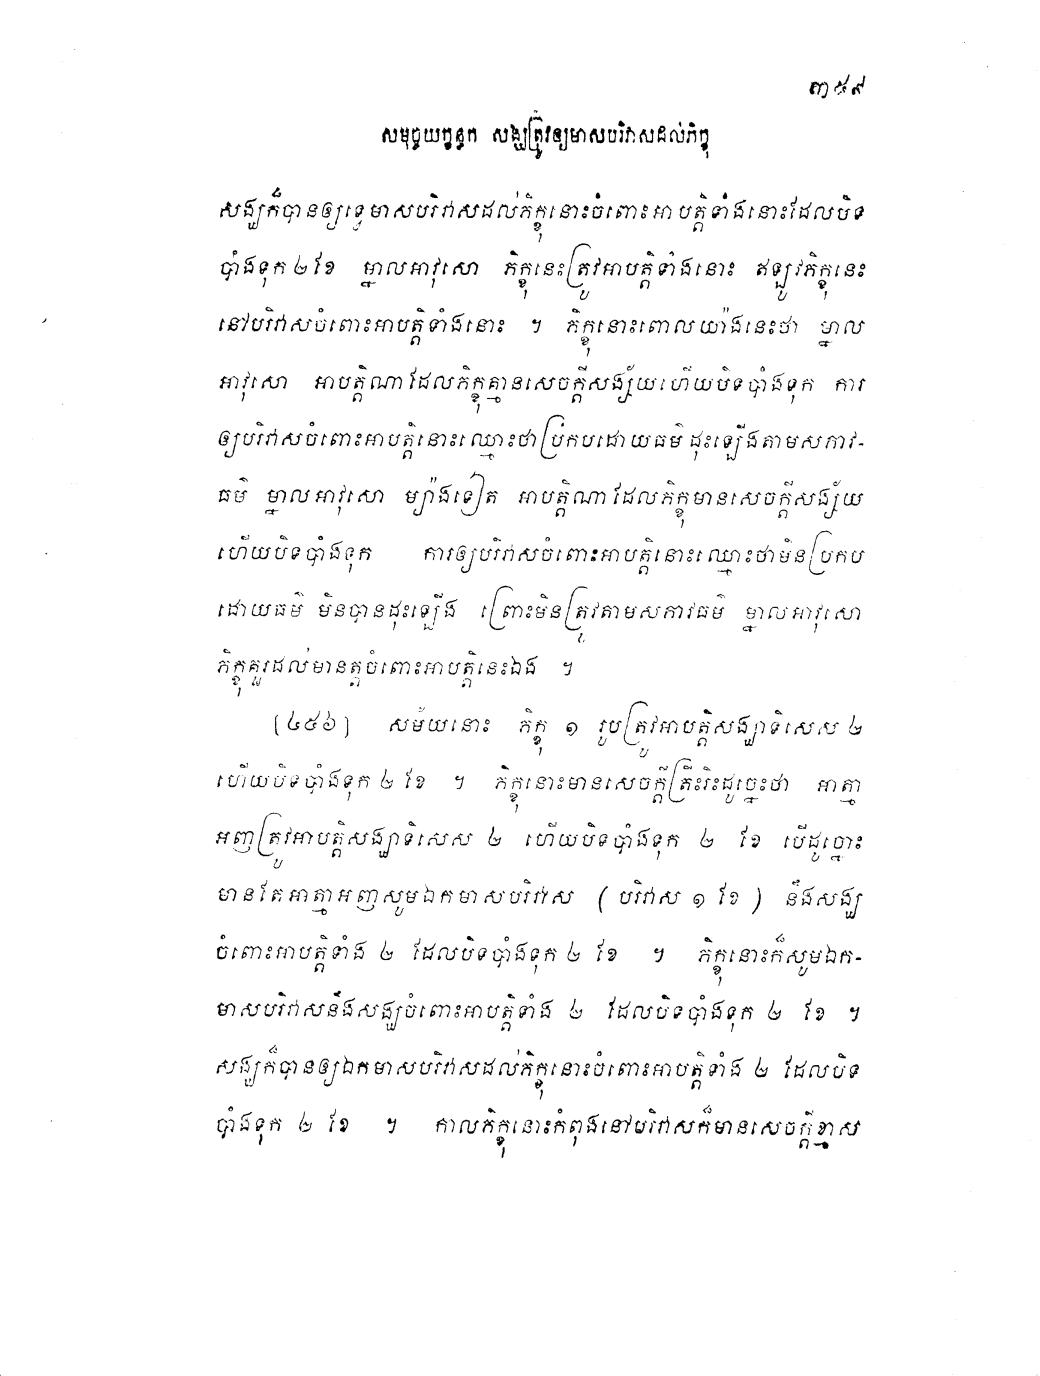 ៣៥៩
សមុច្ចយក្ខន្ធក សង្ឃត្រូវឲ្យមាសបរិវាសដល់ភិក្ខុ
សង្ឃក៏បានឲ្យទ្វេមាសបរិវាសដល់ភិក្ខុនោះចំពោះអាបត្តិទាំងនោះដែលបិទ
បាំងទុក ២ ខែ ម្នាលអាវុសោ ភិក្ខុនេះត្រូវអាបត្តិទាំងនោះ ឥឡូវភិក្ខុនេះ
នៅបរិវាសចំពោះអាបត្តិទាំងនោះ ។ ភិក្ខុនោះពោលយ៉ាងនេះថា ម្នាល
អាវុសោ អាបត្តិណាដែលភិក្ខុគ្មានសេចក្តីសង្ស័យហើយបិទបាំងទុក ការ
ឲ្យបរិវាសចំពោះអាបត្តិនោះឈ្មោះថាប្រកបដោយធម៌ ដុះឡើងតាមសភាវ-
ធម៌ ម្នាលអាវុសោ ម្យ៉ាងទៀត អាបត្តិណាដែលភិក្ខុមានសេចក្តីសង្ស័យ
ហើយបិទបាំងទុក ការឲ្យបរិវាសចំពោះអាបត្តិនោះឈ្មោះថាមិនប្រកប
ដោយធម៌ មិនបានដុះឡើង ព្រោះមិនត្រូវតាមសភាវធម៌ ម្នាលអាវុសោ
ភិក្ខុគួរដល់មានត្តចំពោះអាបត្តិនេះឯង ។
[៤៥៦] សម័យនោះ ភិក្ខុ ១ រូបត្រូវអាបត្តិសង្ឃាទិសេស ២
ហើយបិទបាំងទុក ២ ខែ ។ ភិក្ខុនោះមានសេចក្តីត្រិះរិះដូច្នេះថា អាត្មា
អញត្រូវអាបត្តិសង្ឃាទិសេស ២ ហើយបិទបាំងទុក ២ ខែ បើដូច្នោះ
មានតែអាត្មាអញសូមឯកមាសបរិវាស (បរិវាស ១ ខែ) នឹងសង្ឃ
ចំពោះអាបត្តិទាំង ២ ដែលបិទបាំងទុក ២ ខែ ។ ភិក្ខុនោះក៏សូមឯក-
មាសបរិវាសនឹងសង្ឃចំពោះអាបត្តិទាំង ២ ដែលបិទបាំងទុក ២ ខែ ។
សង្ឃក៏បានឲ្យឯកមាសបរិវាសដល់ភិក្ខុនោះចំពោះអាបត្តិទាំង ២ ដែលបិទ
បាំងទុក ២ ខែ ។ កាលភិក្ខុនោះកំពុងនៅបរិវាសក៏មានសេចក្តីខ្មាស